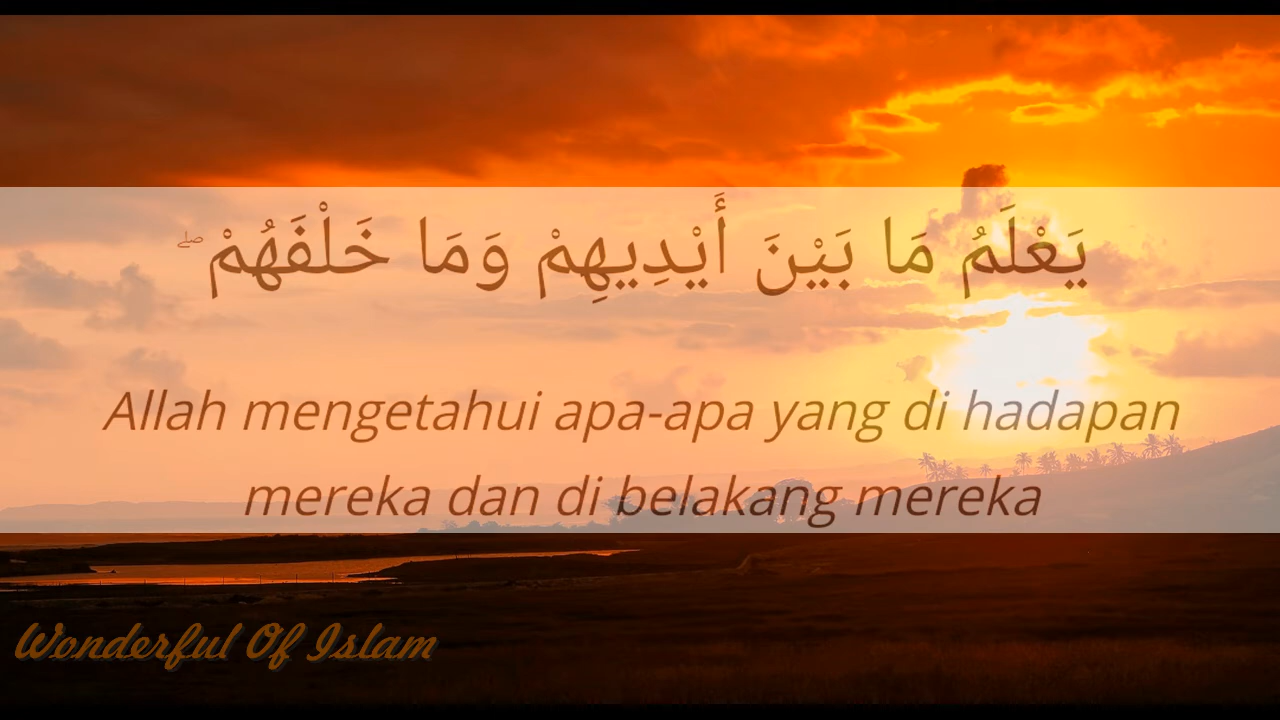 يَعْلَمُ مَا بَيْنَ أَيْدِيهِمْ وَمَا خَلْفَهُمْ ۖ
Allah mengetahui apa-apa yang di hadapan
mereka dan di belakang mereka
Wonderful Of Islam